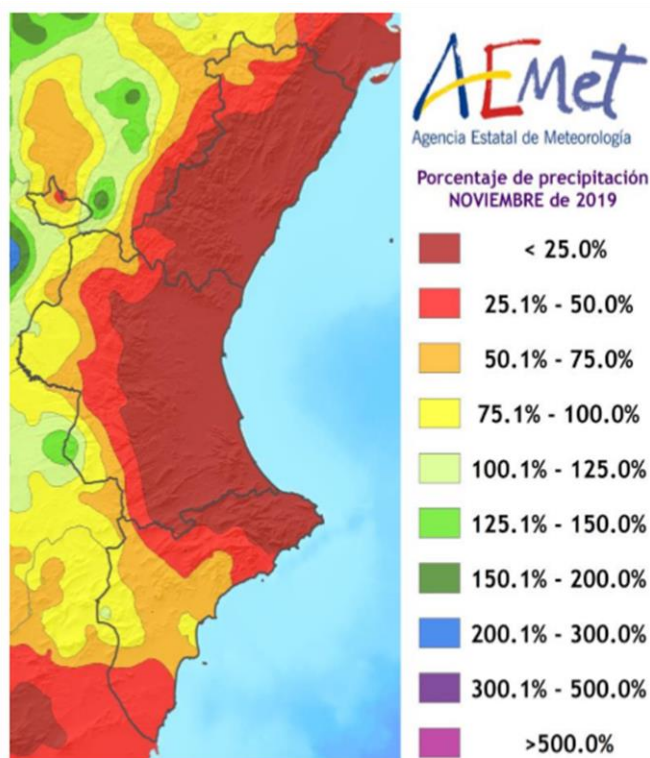 AEMet
Agencia Estatal de Meteorología
Porcentaje de precipitación
NOVIEMBRE de 2019
< 25.0%
25.1% - 50.0%
50.1% - 75.0%
75.1% - 100.0%
100.1% - 125.0%
125.1% - 150.0%
150.1% - 200.0%
200.1% - 300.0%
300.1% - 500.0%
>500.0%